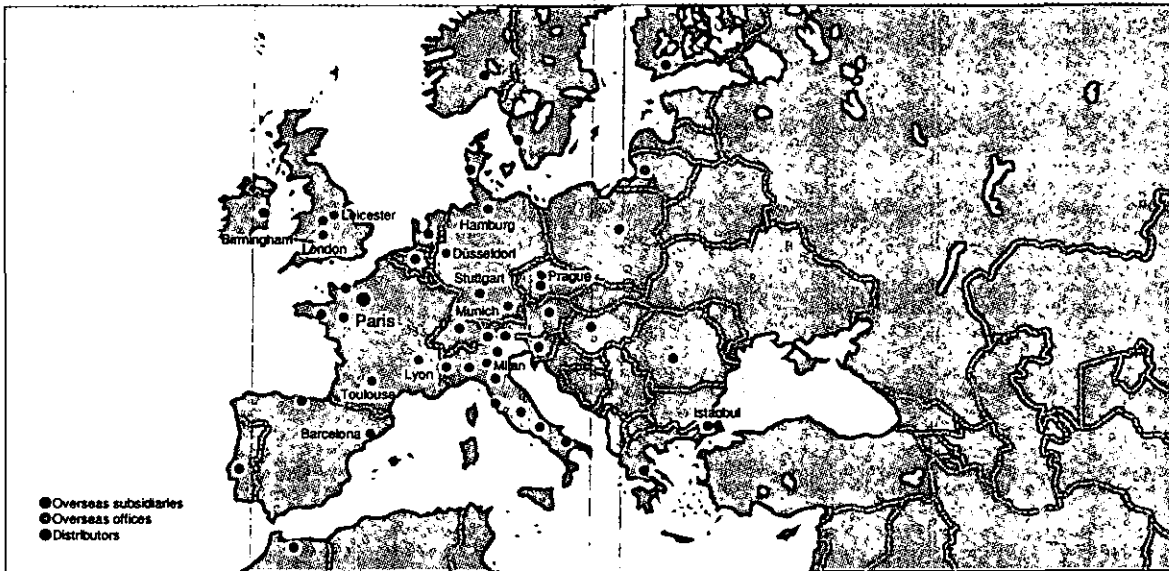 Leicester
Birmingham
London
Hamburg
Düsseldorf
Prague
Stuttgart
Munich
Paris
Lyon
Milan
Toulouse
Barcelona
Istanbul
Overseas subsidiaries
Overseas offices
Distributors